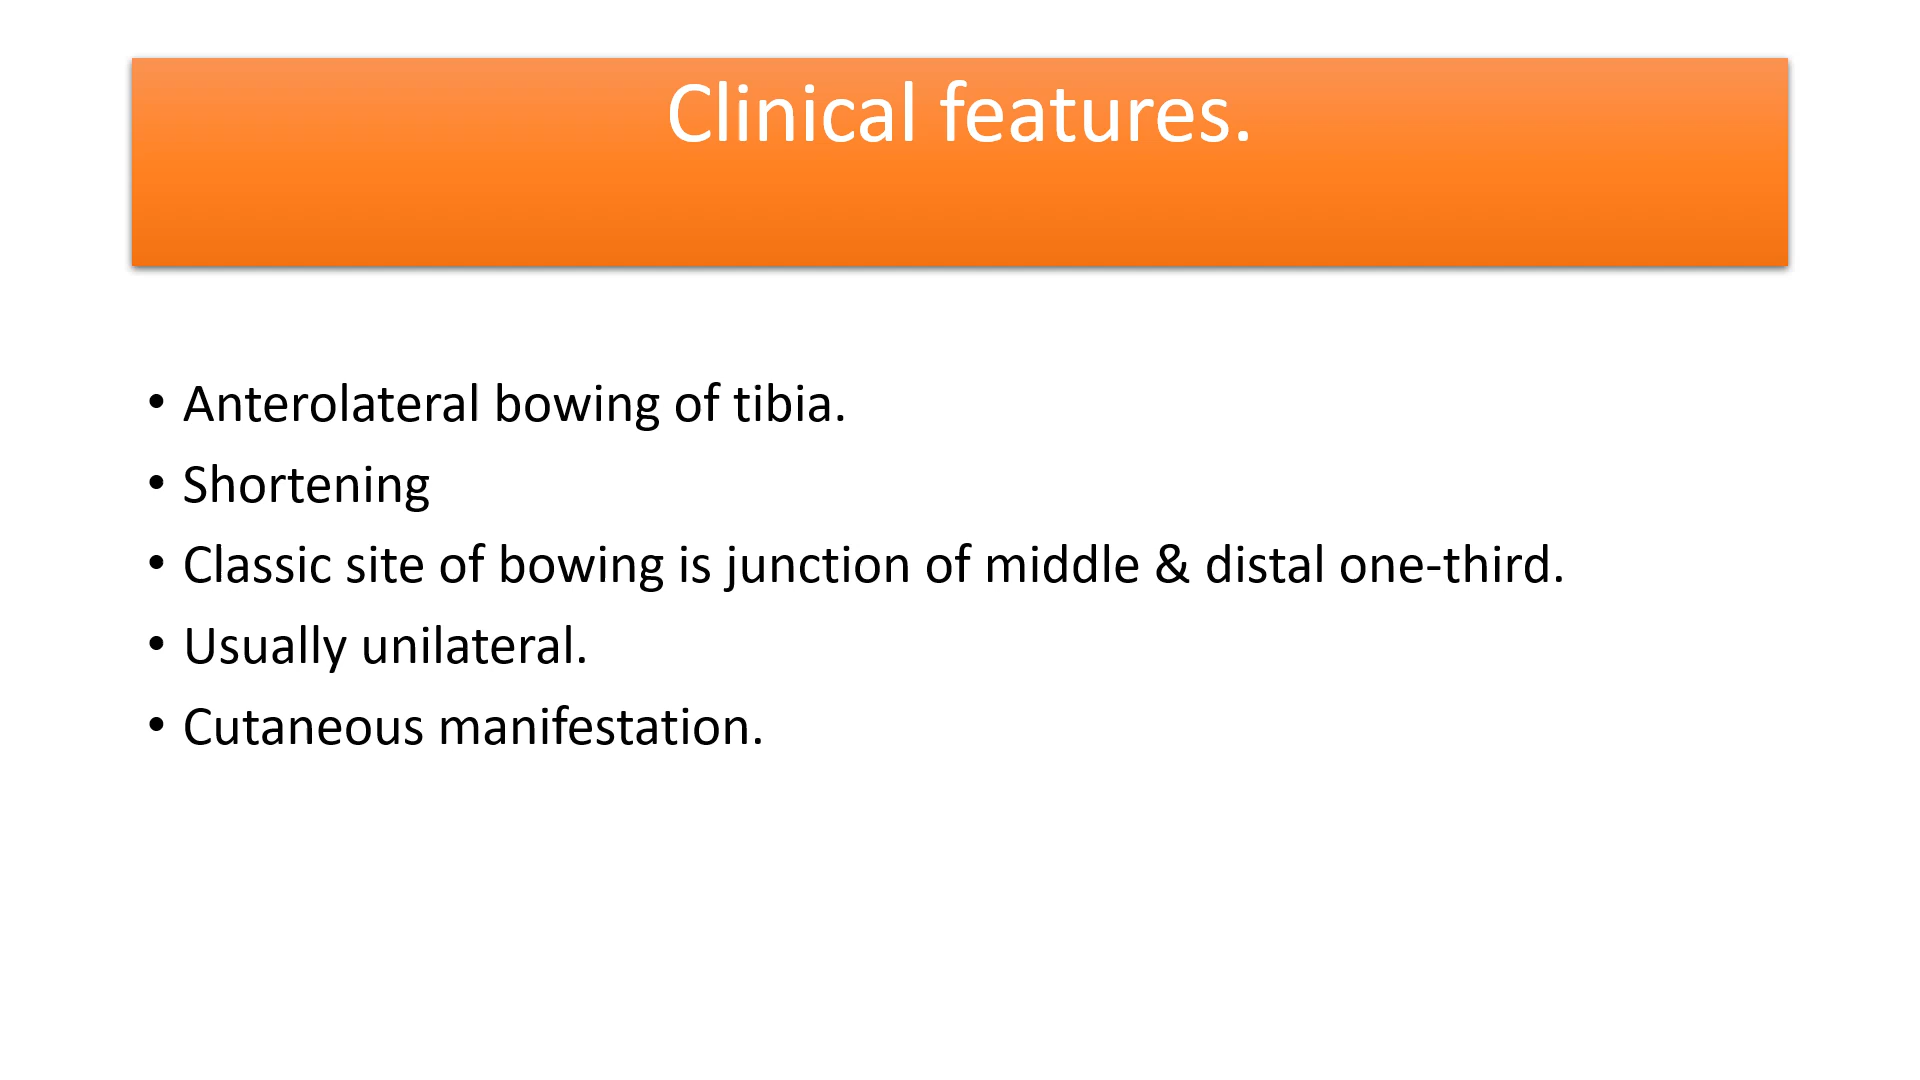 Clinical features.
• Anterolateral bowing of tibia.
• Shortening
• Classic site of bowing is junction of middle & distal one-third.
• Usually unilateral.
• Cutaneous manifestation.